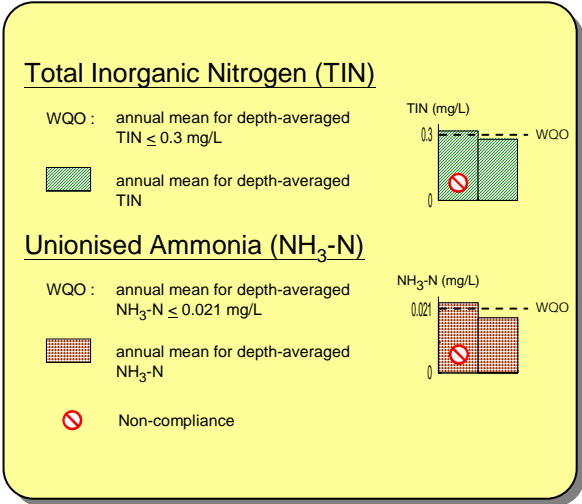 Total Inorganic Nitrogen (TIN)
WQO : annual mean for depth-averaged
TIN ≤ 0.3 mg/L
annual mean for depth-averaged
TIN
TIN (mg/L)
0.3
WQO
0
Unionised Ammonia (NH₃-N)
WQO : annual mean for depth-averaged
NH₃-N ≤ 0.021 mg/L
annual mean for depth-averaged
NH₃-N
NH₃-N (mg/L)
0.021
WQO
0
Non-compliance